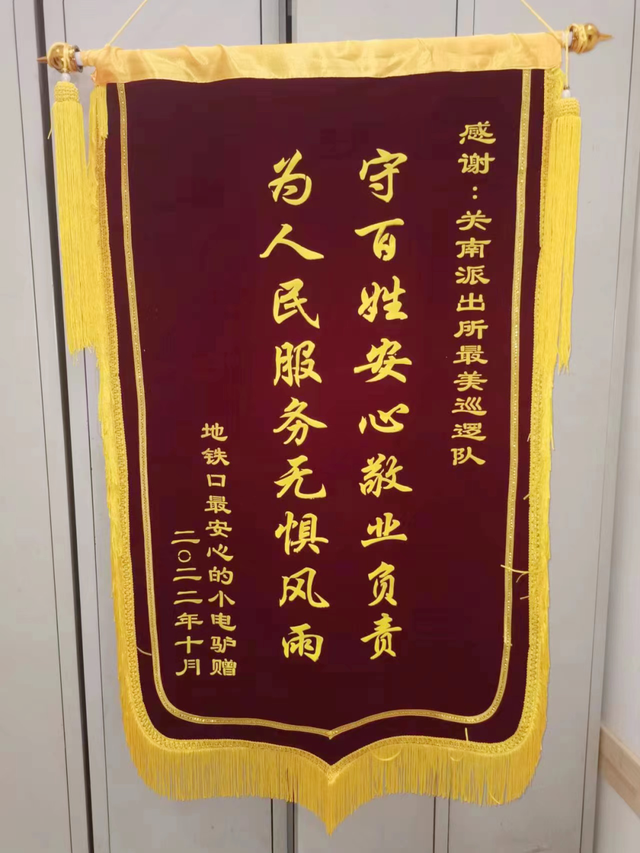 感谢：关南派出所最美巡逻队
守百姓安心敬业负责
为人民服务无惧风雨
地铁口最安心的小电驴赠
二〇二二年十月